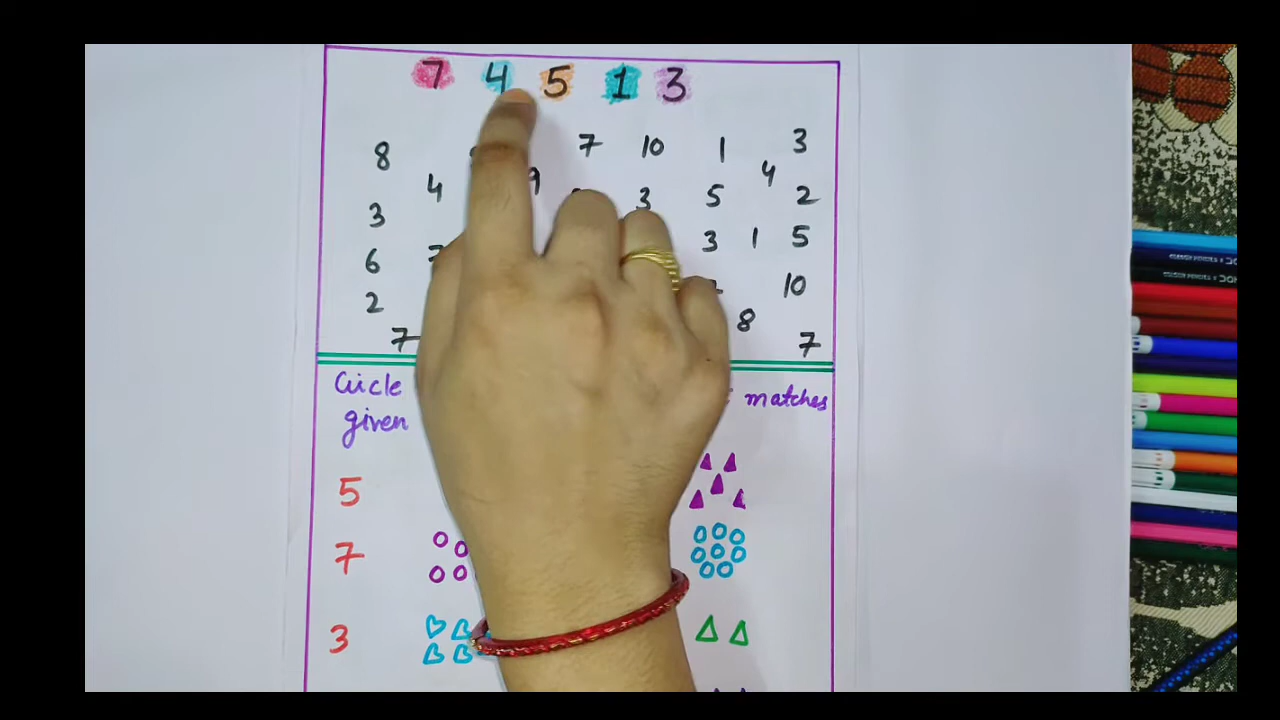 7 4 5 1 3
8 7 10 1 3
4 9 3 5 4 2
3 3 1 5
6 10
2 8
7 7
Circle matches
given
5
7
3